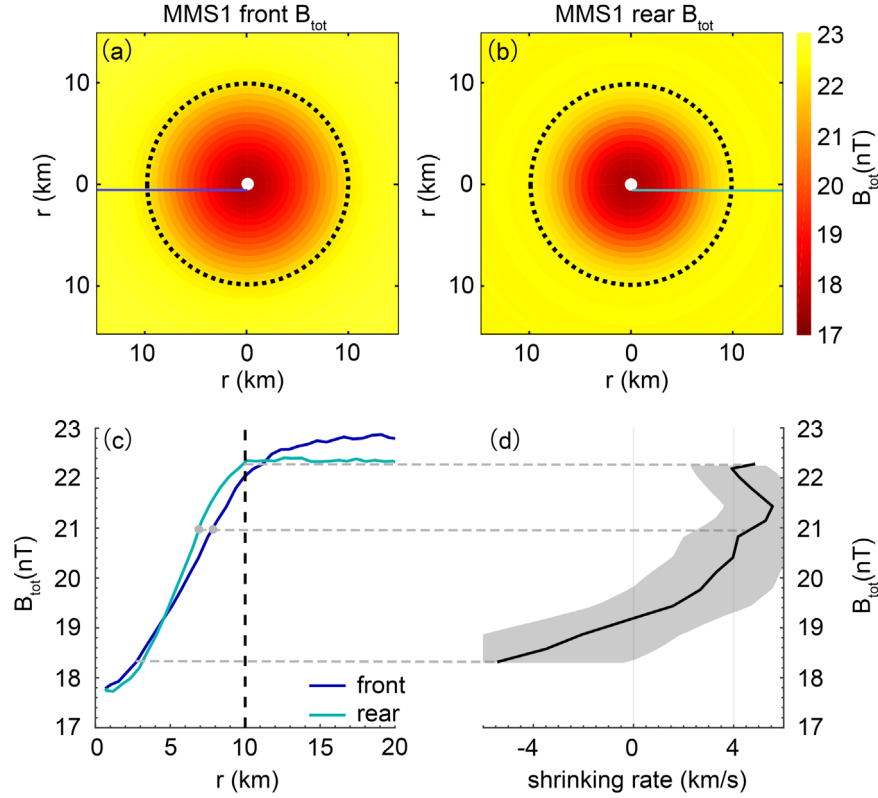 MMS1 front B_tot
MMS1 rear B_tot
(a)
(b)
10
0
10
r (km)
10
0
10
r (km)
10
0
10
r (km)
10
0
10
r (km)
23
22
21
20
19
18
17
B_tot(nT)
(c)
(d)
23
22
21
20
19
18
17
B_tot(nT)
front
rear
0
5
10
15
20
r (km)
-4
0
4
shrinking rate (km/s)
23
22
21
20
19
18
17
B_tot(nT)